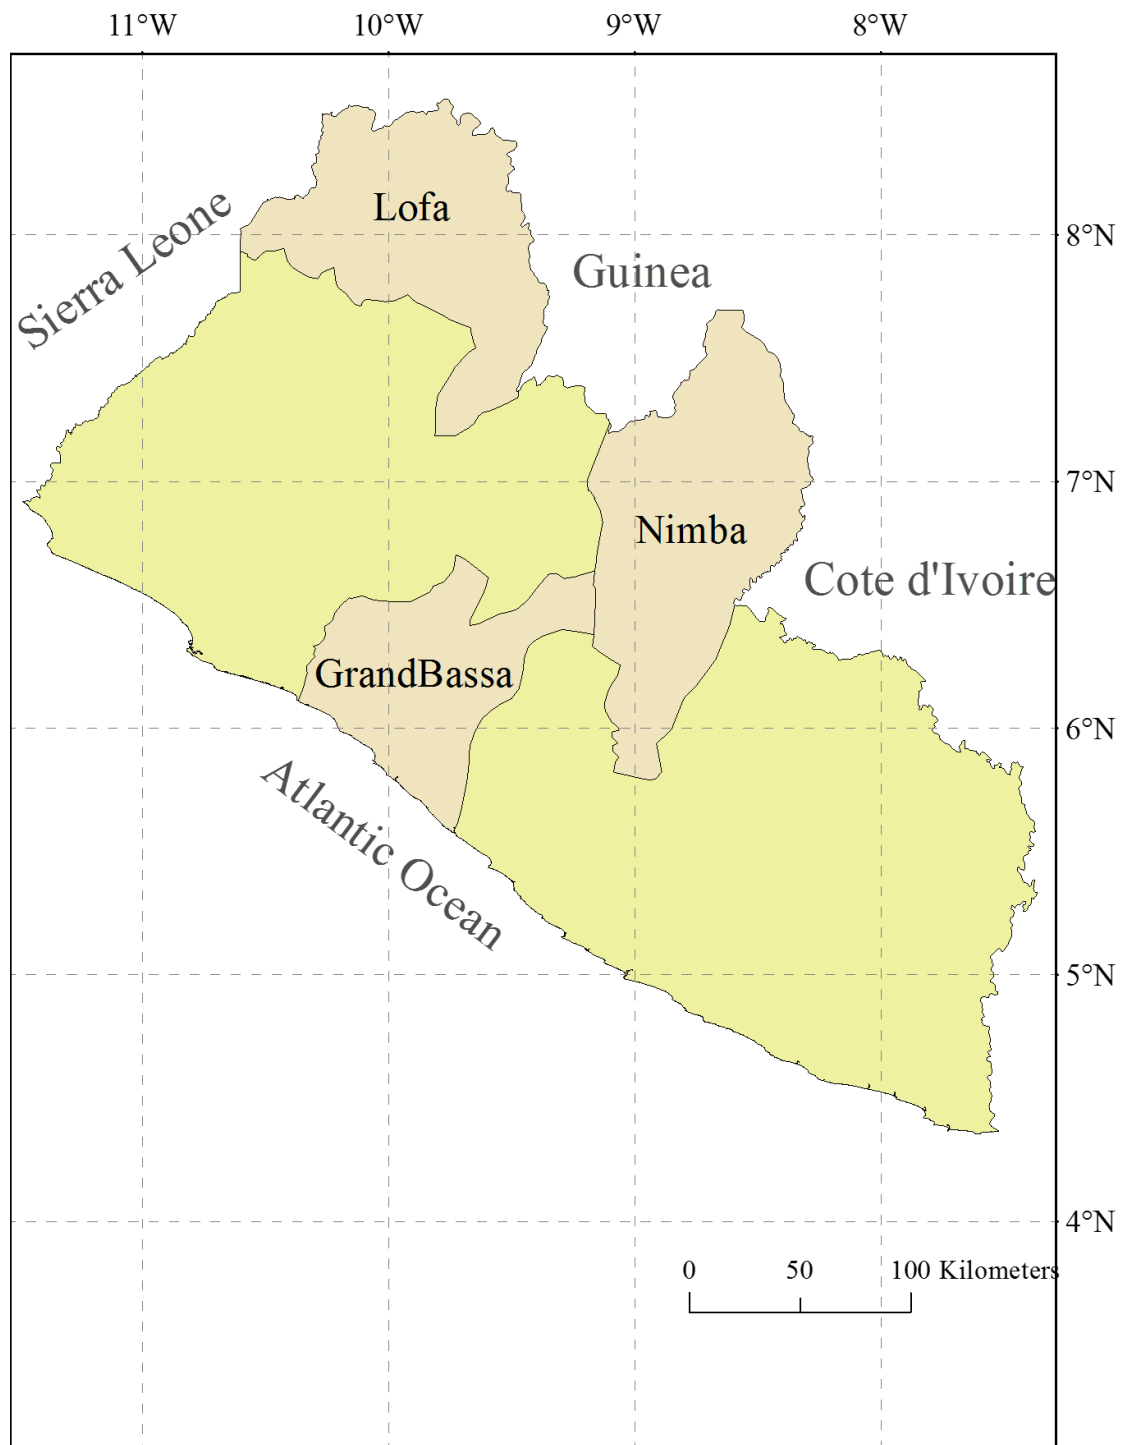 11°W 10°W 9°W 8°W
Lofa
8°N
Sierra Leone
Guinea
7°N
Nimba
Cote d'Ivoire
GrandBassa
6°N
Atlantic Ocean
5°N
4°N
0 50 100 Kilometers